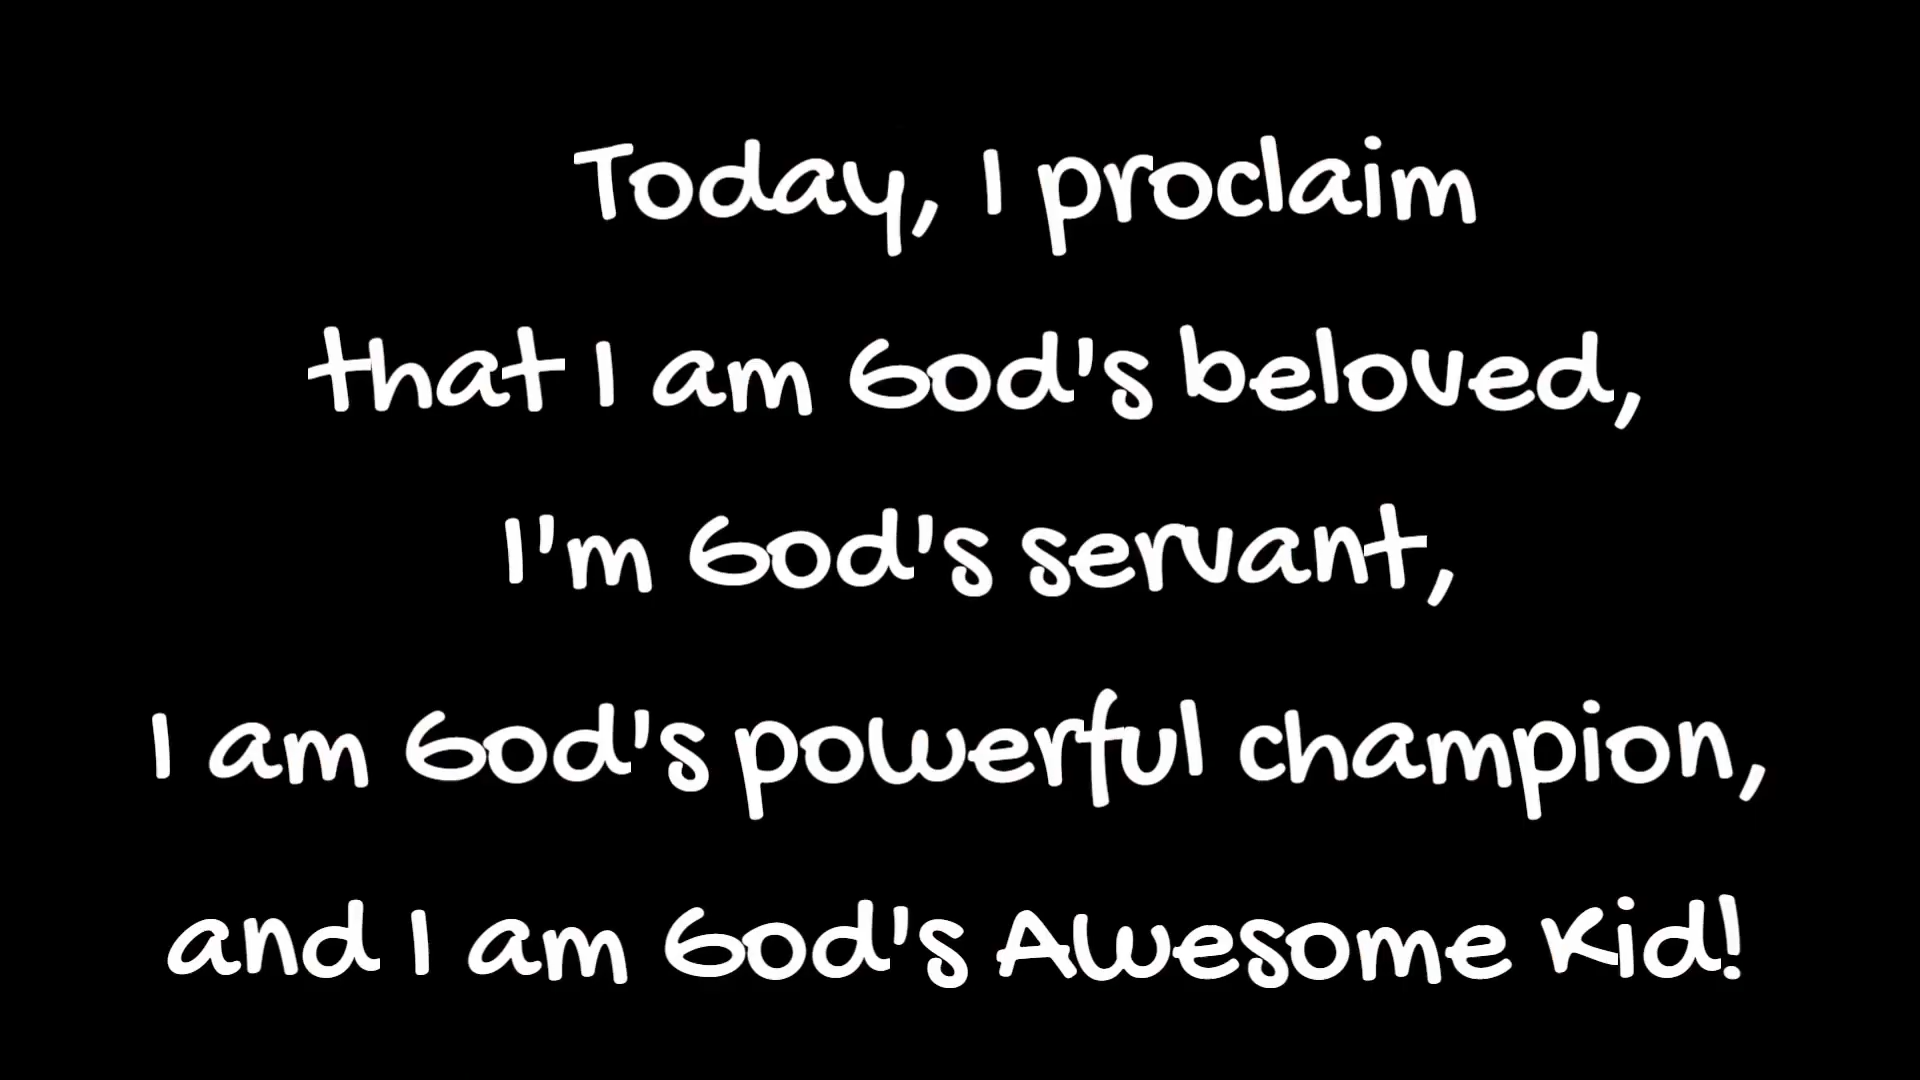 Today, I proclaim
that I am God's beloved,
I'm God's servant,
I am God's powerful champion,
and I am God's Awesome Kid!